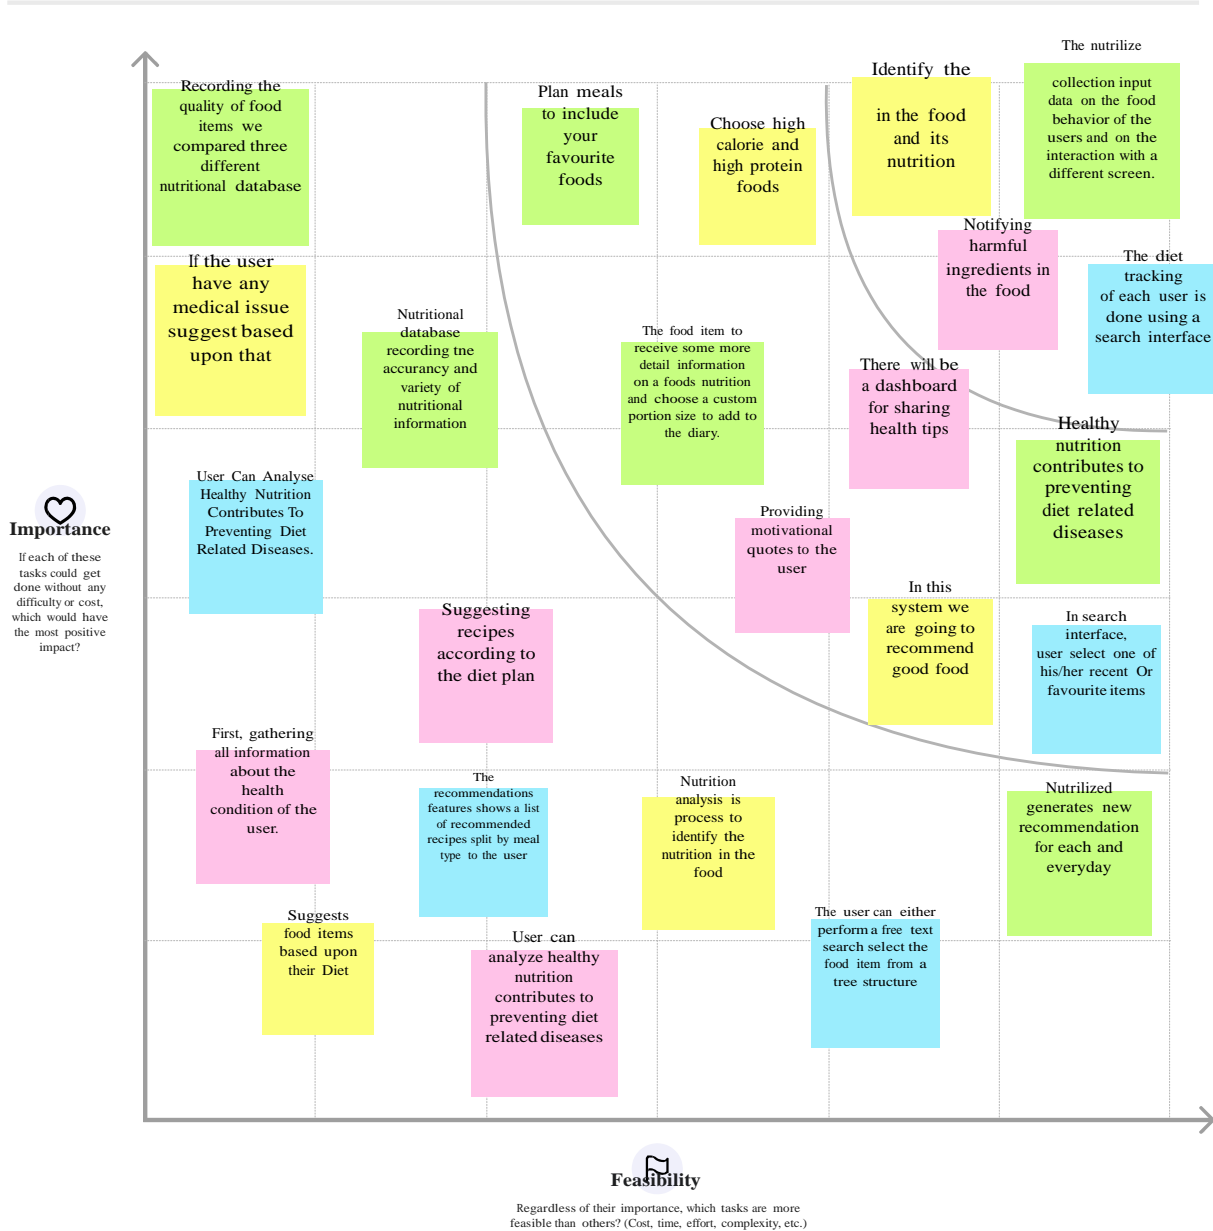 Recording the
quality of food
items we
compared three
different
nutritional database
Plan meals
to include
your
favourite
foods
Choose high
calorie and
high protein
foods
Identify the
in the food
and its
nutrition
The nutrilize
collection input
data on the food
behavior of the
users and on the
interaction with a
different screen.
If the user
have any
medical issue
suggest based
upon that
Nutritional
database
recording tne
accurancy and
variety of
nutritional
information
The food item to
receive some more
detail information
on a foods nutrition
and choose a custom
portion size to add to
the diary.
Notifying
harmful
ingredients in
the food
The diet
tracking
of each user is
done using a
search interface
There will be
a dashboard
for sharing
health tips
Healthy
nutrition
contributes to
preventing
diet related
diseases
User Can Analyse
Healthy Nutrition
Contributes To
Preventing Diet
Related Diseases.
Importance
If each of these
tasks could get
done without any
difficulty or cost,
which would have
the most positive
impact?
Providing
motivational
quotes to the
user
Suggesting
recipes
according to
the diet plan
In this
system we
are going to
recommend
good food
In search
interface,
user select one of
his/her recent Or
favourite items
First, gathering
all information
about the
health
condition of the
user.
The
recommendations
features shows a list
of recommended
recipes split by meal
type to the user
Nutrition
analysis is
process to
identify the
nutrition in the
food
Nutrilized
generates new
recommendation
for each and
everyday
Suggests
food items
based upon
their Diet
User can
analyze healthy
nutrition
contributes to
preventing diet
related diseases
The user can either
perform a free text
search select the
food item from a
tree structure
Feasibility
Regardless of their importance, which tasks are more
feasible than others? (Cost, time, effort, complexity, etc.)